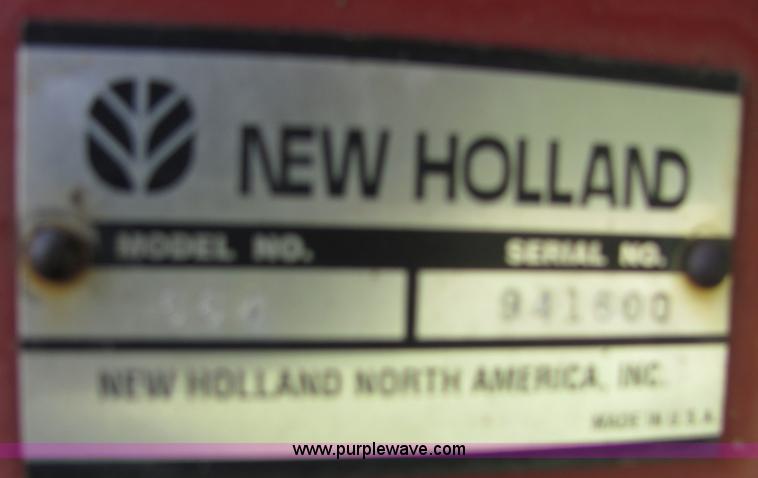 NEW HOLLAND
MODEL NO. SERIAL NO.
NEW HOLLAND NORTH AMERICA, INC.
MADE IN U.S.A.
www.purplewave.com